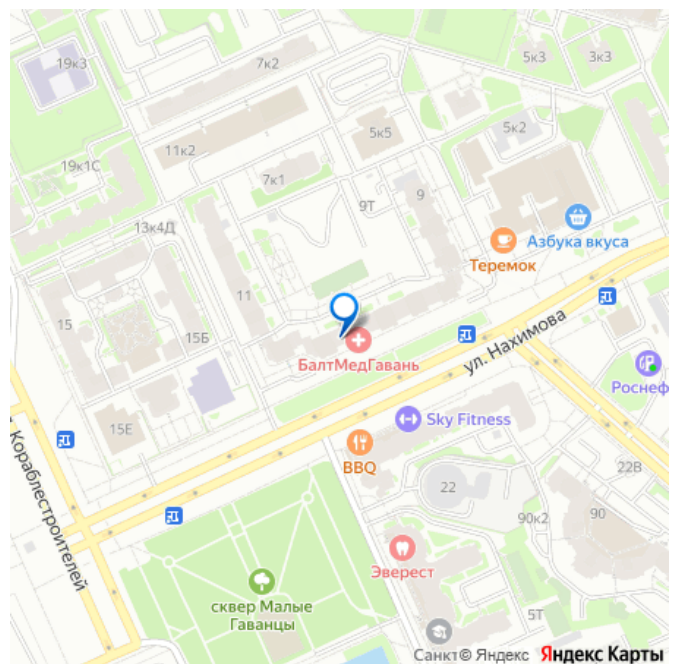 19к3
7к2
5к3
3к3
5к2
5к5
11к2
19к1С
7к1
9
9Т
13к4Д
Азбука вкуса
Теремок
11
15
15Б
ул. Нахимова
БалтМедГавань
Роснеф
Sky Fitness
15Е
Кораблестроителей
BBQ
22В
22
90к2
90
Эверест
сквер Малые
Гаванцы
5Т
Санкт© Яндекс Яндекс Карты